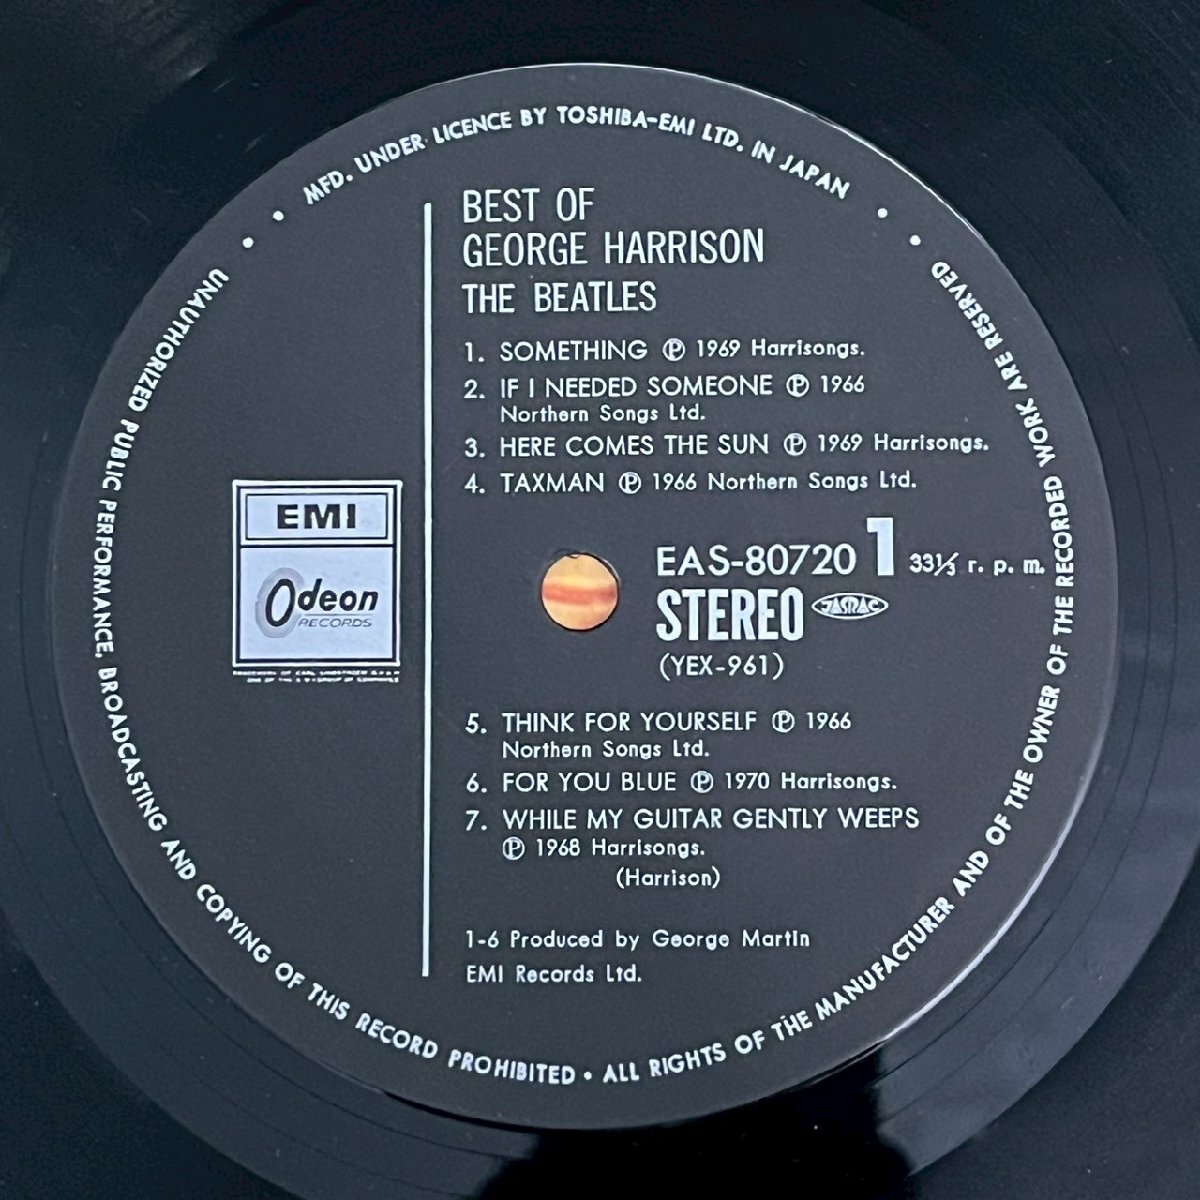 MFD. UNDER LICENCE BY TOSHIBA-EMI LTD. IN JAPAN
BEST OF
GEORGE HARRISON
THE BEATLES
1. SOMETHING Ⓟ 1969 Harrisongs.
2. IF I NEEDED SOMEONE Ⓟ 1966
Northern Songs Ltd.
3. HERE COMES THE SUN Ⓟ 1969 Harrisongs.
4. TAXMAN Ⓟ 1966 Northern Songs Ltd.
EMI
Odeon
RECORDS
EAS-80720 1 33⅓ r. p. m.
STEREO JASRAC
(YEX-961)
5. THINK FOR YOURSELF Ⓟ 1966
Northern Songs Ltd.
6. FOR YOU BLUE Ⓟ 1970 Harrisongs.
7. WHILE MY GUITAR GENTLY WEEPS
Ⓟ 1968 Harrisongs.
(Harrison)
1-6 Produced by George Martin
EMI Records Ltd.
UNAUTHORIZED PUBLIC PERFORMANCE, BROADCASTING AND COPYING OF THIS RECORD PROHIBITED • ALL RIGHTS OF THE MANUFACTURER AND OF THE OWNER OF THE RECORDED WORK ARE RESERVED